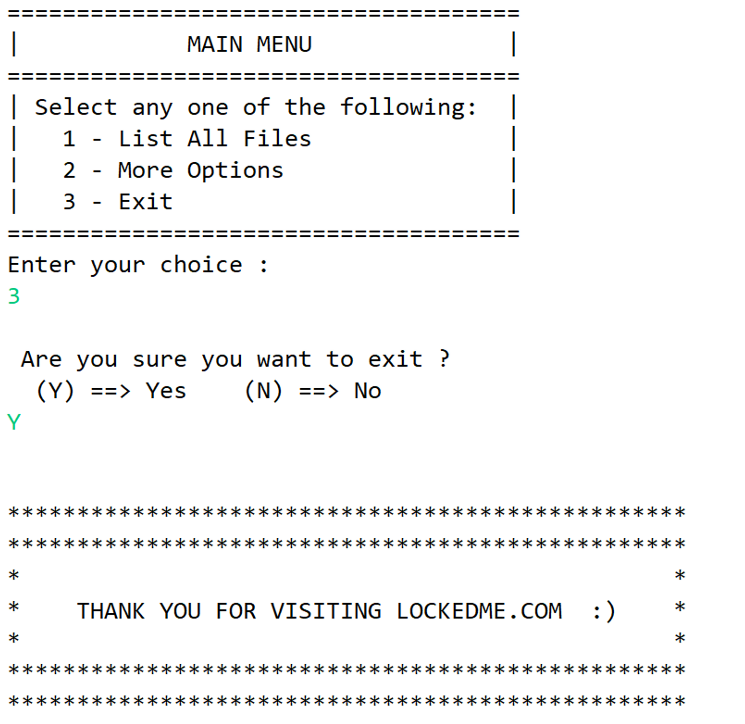 =====================================
|            MAIN MENU              |
=====================================
| Select any one of the following:  |
|   1 - List All Files              |
|   2 - More Options                |
|   3 - Exit                        |
=====================================
Enter your choice :
3
 Are you sure you want to exit ?
  (Y) ==> Yes    (N) ==> No
Y
*************************************************
*************************************************
*                                               *
*    THANK YOU FOR VISITING LOCKEDME.COM  :)    *
*                                               *
*************************************************
*************************************************